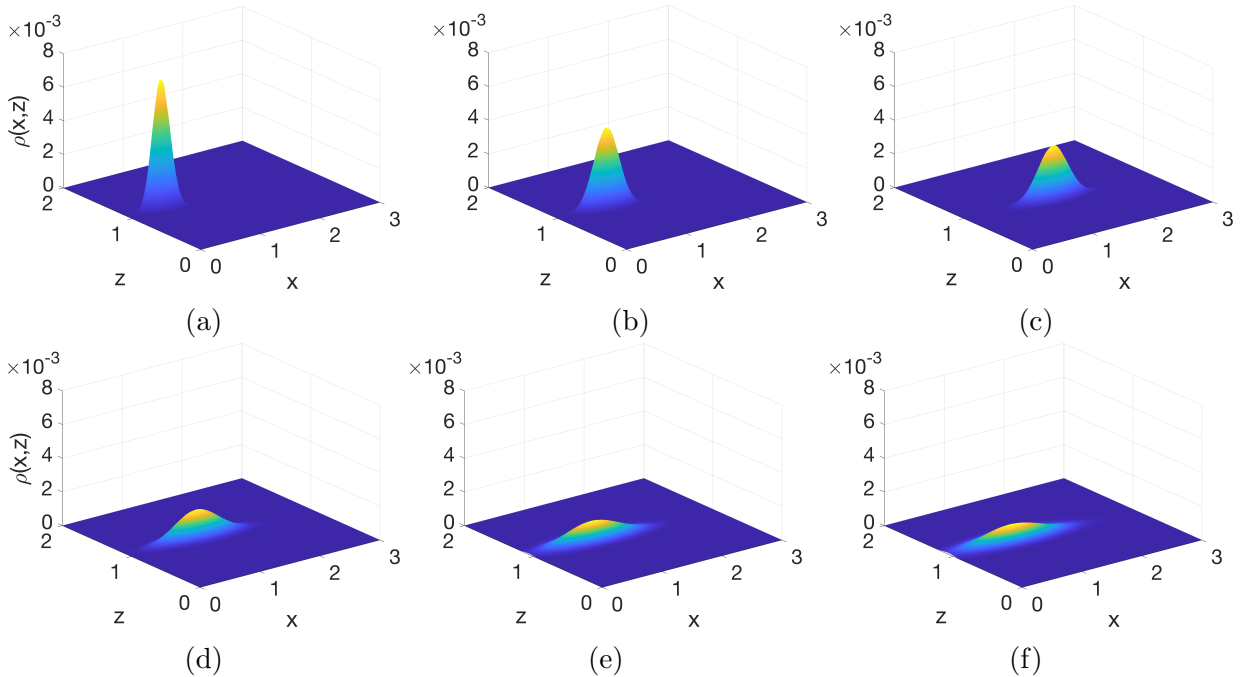 ×10⁻³ ×10⁻³ ×10⁻³
8 8 8
6 6 6
ρ(x,z) 4 4 4
2 2 2
0 0 0
2 2 2
3 3 3
1 2 1 2 1 2
1 1 1
z 0 0 x z 0 0 x z 0 0 x
(a) (b) (c)
×10⁻³ ×10⁻³ ×10⁻³
8 8 8
6 6 6
ρ(x,z) 4 4 4
2 2 2
0 0 0
2 2 2
3 3 3
1 2 1 2 1 2
1 1 1
z 0 0 x z 0 0 x z 0 0 x
(d) (e) (f)